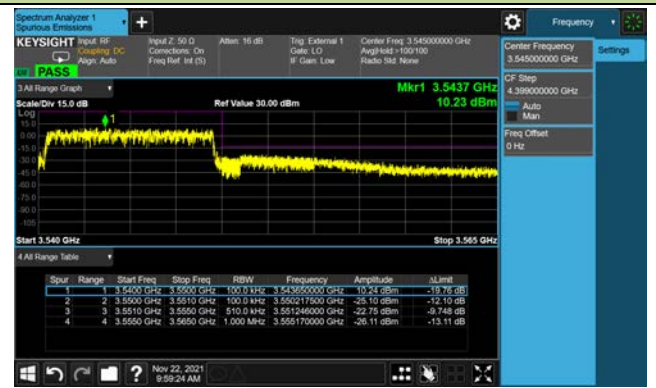 Spectrum Analyzer 1
Spurious Emissions
+
Frequency
KEYSIGHT Input: RF
Coupling: DC
Align: Auto
Input Z: 50 Ω
Corrections: On
Freq Ref: Int (S)
Atten: 16 dB
Trig: External 1
Gate: LO
IF Gain: Low
Center Freq: 3.545000000 GHz
Avg|Hold:>100/100
Radio Std: None
PASS
Center Frequency
3.545000000 GHz
Settings
CF Step
4.399000000 GHz
Auto
Man
Freq Offset
0 Hz
3 All Range Graph
Mkr1 3.5437 GHz
10.23 dBm
Scale/Div 15.0 dB
Ref Value 30.00 dBm
Log
15.0
0.00
-15.0
-30.0
-45.0
-60.0
-75.0
-90.0
-105
1
Start 3.540 GHz
Stop 3.565 GHz
4 All Range Table
Spur Range Start Freq Stop Freq RBW Frequency Amplitude ΔLimit
1 1 3.5400 GHz 3.5500 GHz 100.0 kHz 3.543650000 GHz 10.24 dBm -19.76 dB
2 2 3.5500 GHz 3.5510 GHz 100.0 kHz 3.550217500 GHz -25.10 dBm -12.10 dB
3 3 3.5510 GHz 3.5550 GHz 510.0 kHz 3.551246000 GHz -22.75 dBm -9.748 dB
4 4 3.5550 GHz 3.5650 GHz 1.000 MHz 3.555170000 GHz -26.11 dBm -13.11 dB
?
Nov 22, 2021
9:59:24 AM